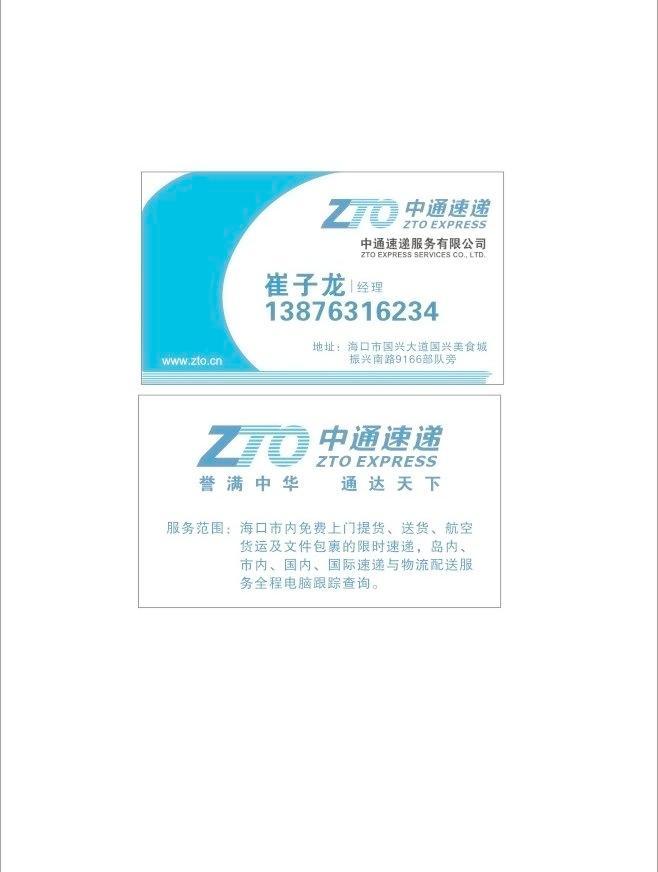 ZTO 中通速递
ZTO EXPRESS
中通速递服务有限公司
ZTO EXPRESS SERVICES CO., LTD.
崔子龙|经理
13876316234
地址：海口市国兴大道国兴美食城
振兴南路9166部队旁
www.zto.cn
ZTO 中通速递
ZTO EXPRESS
誉满中华 通达天下
服务范围：海口市内免费上门提货、送货、航空
货运及文件包裹的限时速递，岛内、
市内、国内、国际速递与物流配送服
务全程电脑跟踪查询。